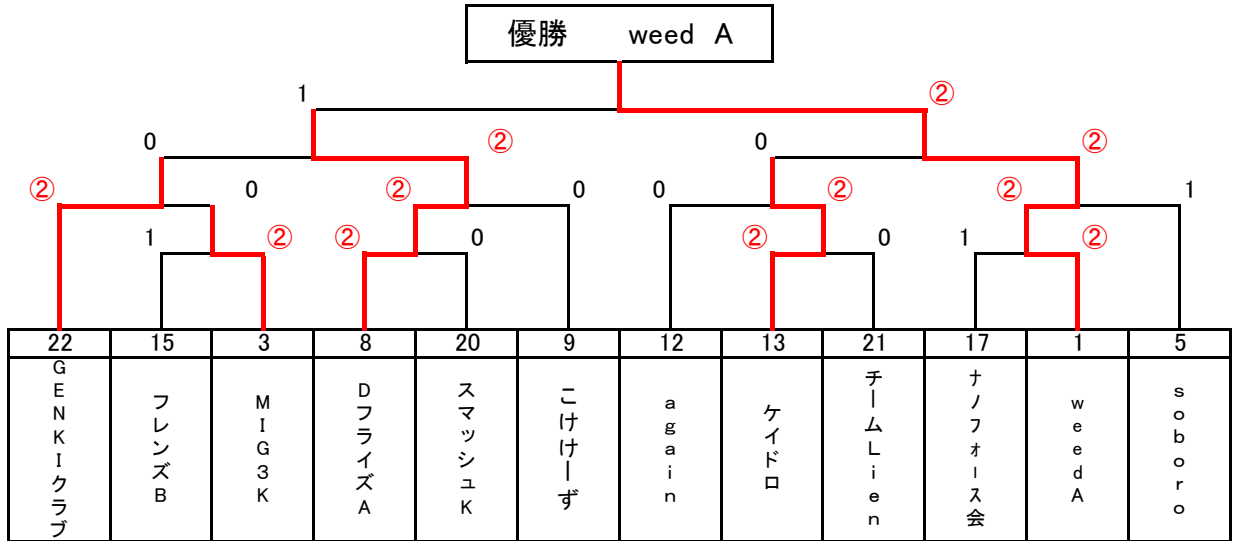 優勝 weed A
1 ②
0 ② 0 ②
② 0 ② 0 0 ② ② 1
1 ② ② 0 ② 0 1 ②
22 15 3 8 20 9 12 13 21 17 1 5
GENKIクラブ
フレンズB
MIG3K
DフライズA
スマッシュK
こけけーず
again
ケイドロ
チームLien
ナノフォース会
weedA
soboro